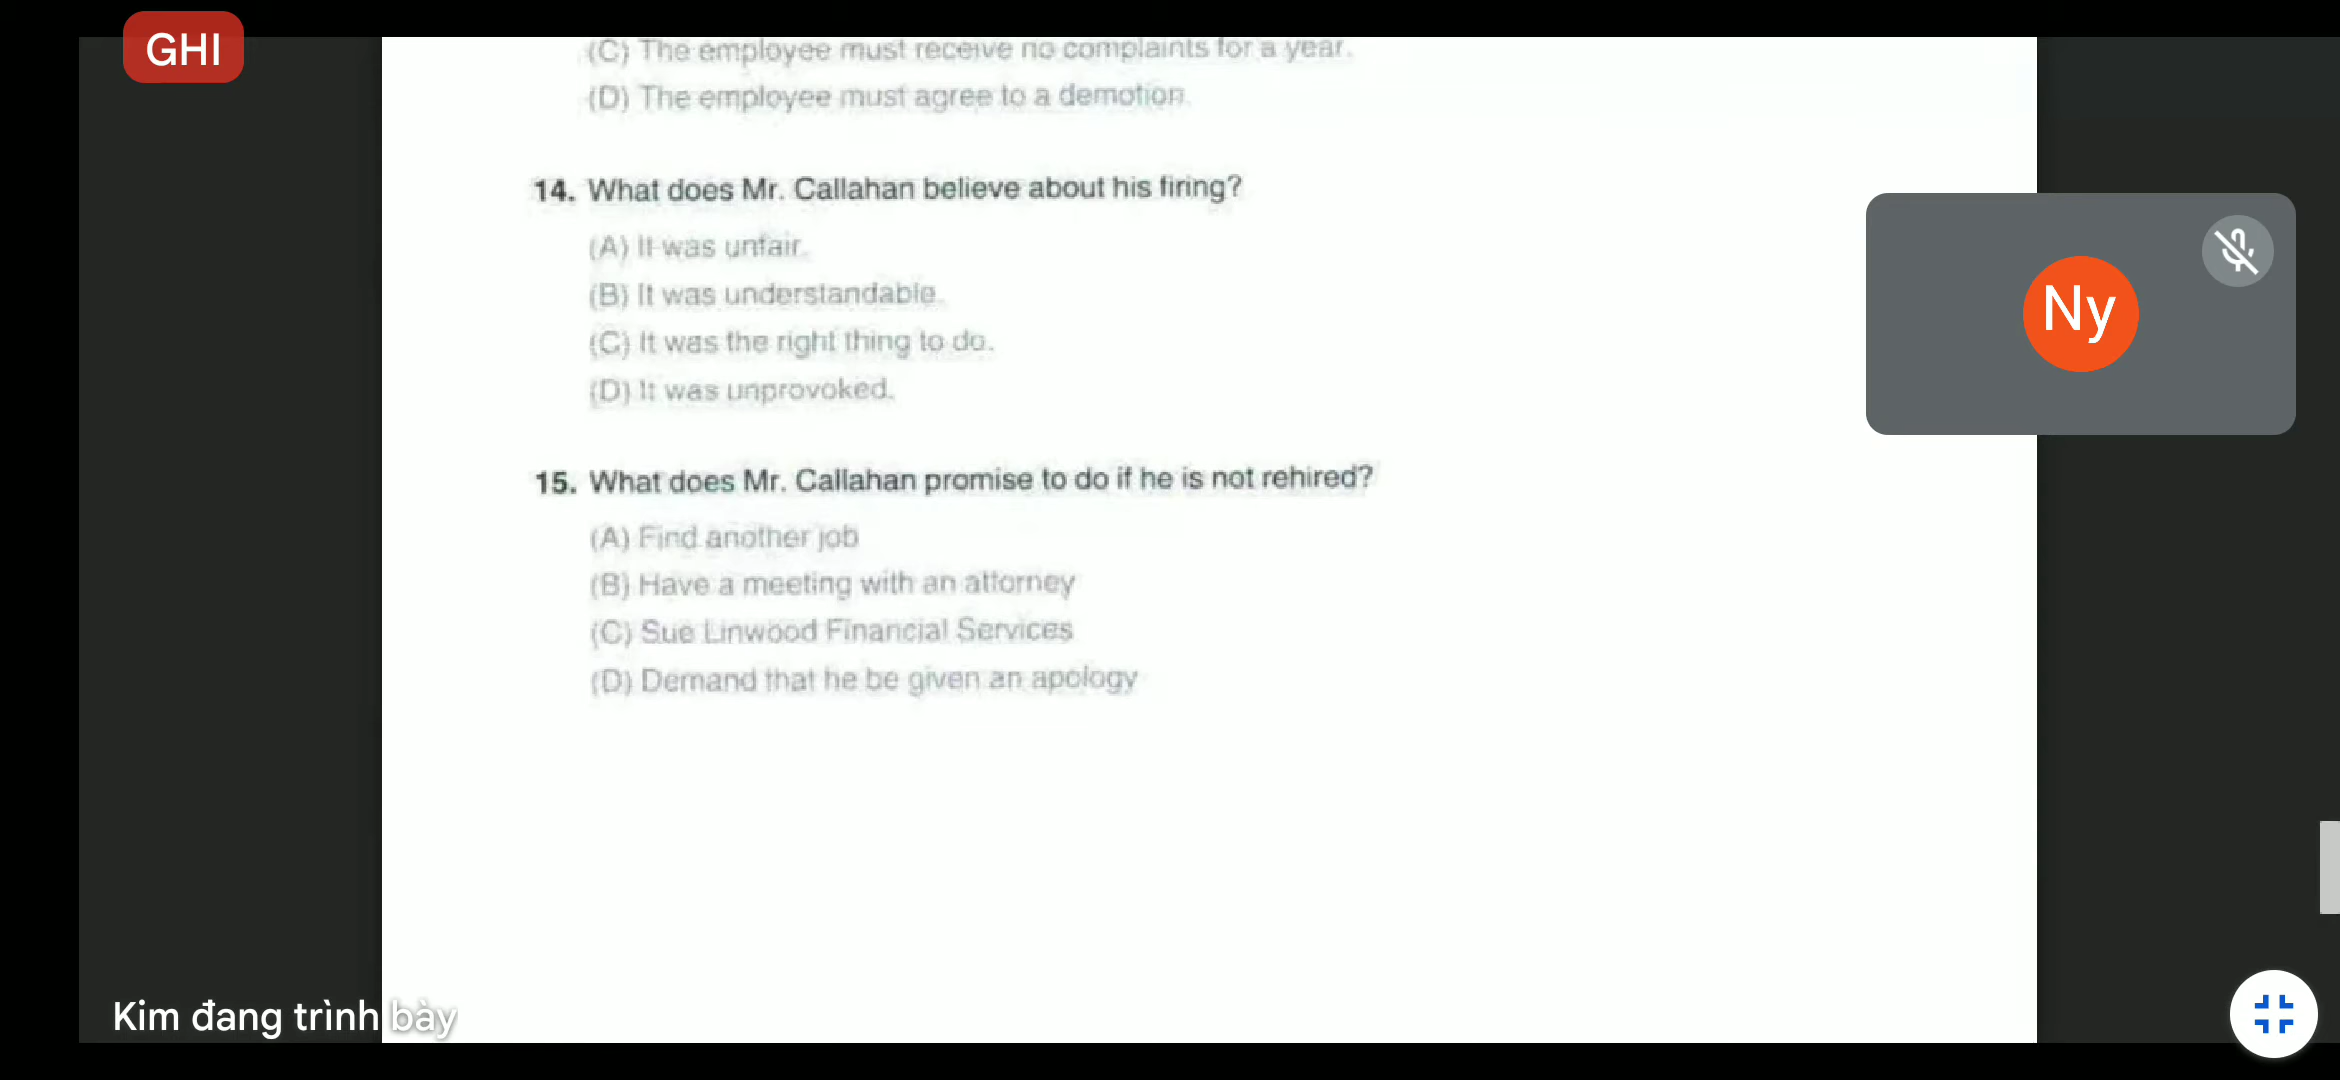 GHI
(C) The employee must receive no complaints for a year.
(D) The employee must agree to a demotion.
14. What does Mr. Callahan believe about his firing?
(A) It was unfair.
(B) It was understandable.
(C) It was the right thing to do.
(D) It was unprovoked.
Ny
15. What does Mr. Callahan promise to do if he is not rehired?
(A) Find another job
(B) Have a meeting with an attorney
(C) Sue Linwood Financial Services
(D) Demand that he be given an apology
Kim đang trình bày